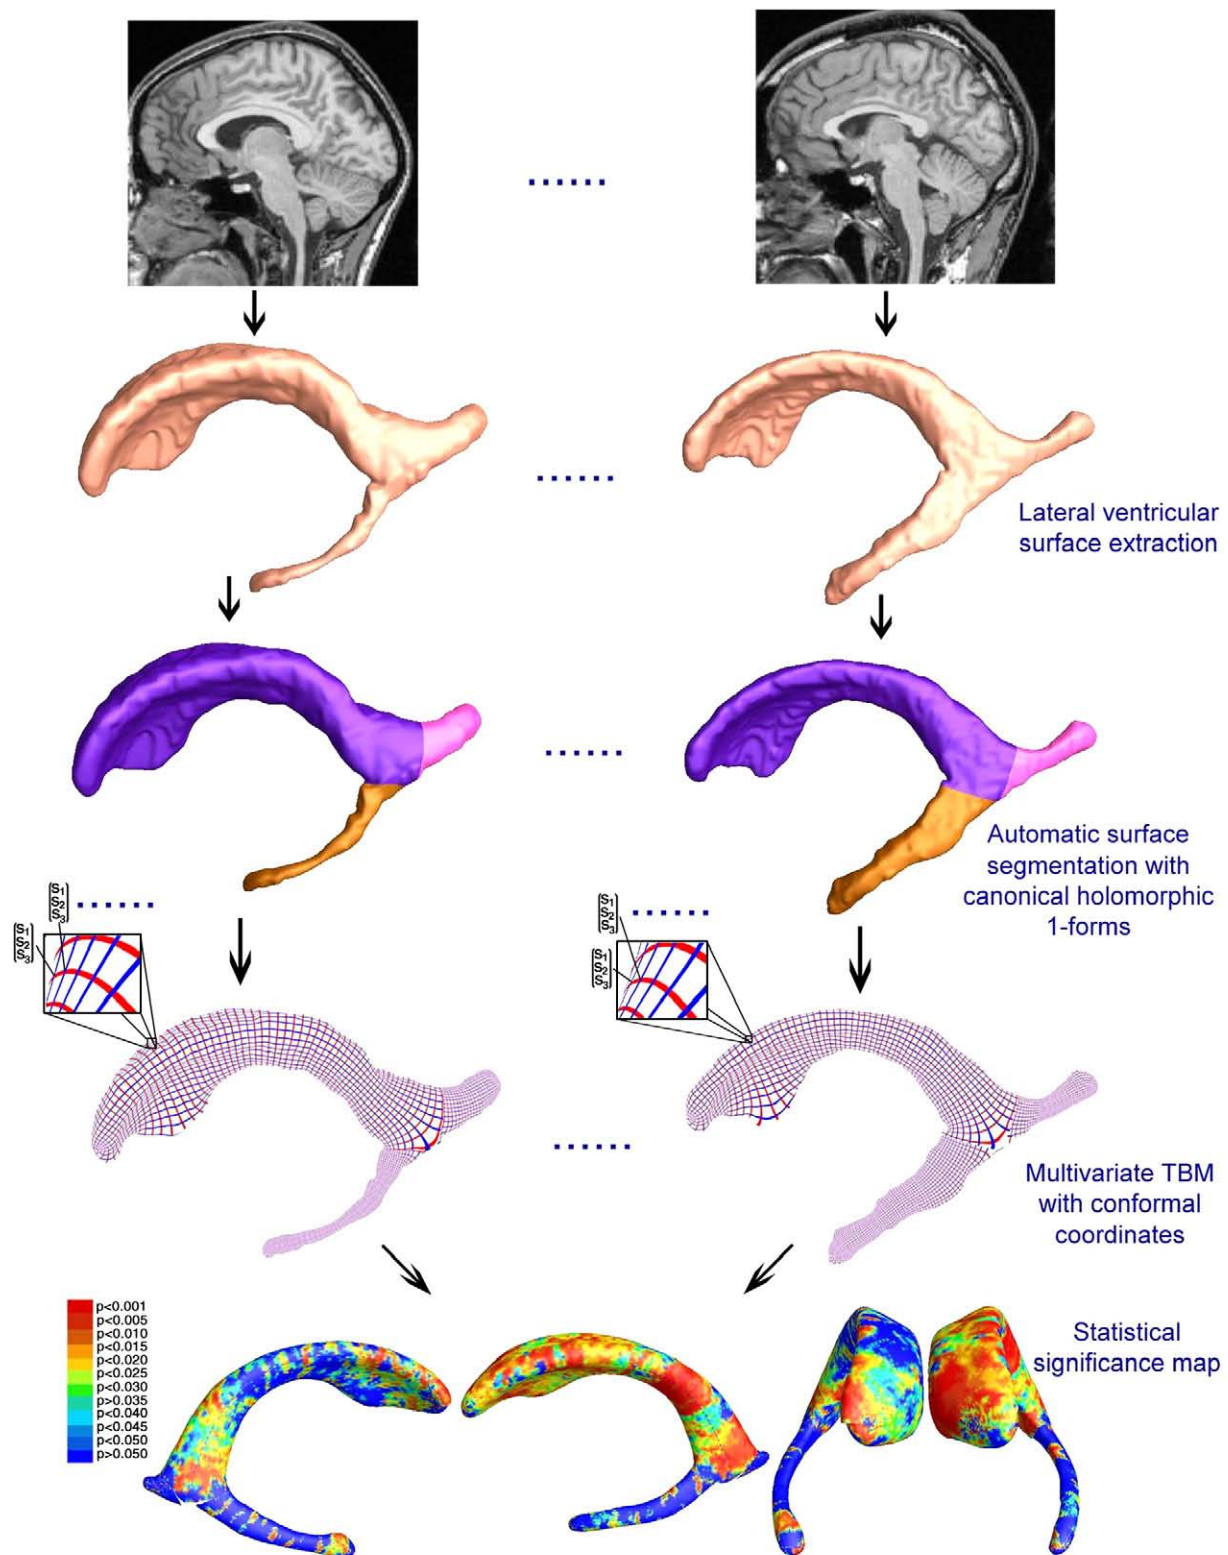 Lateral ventricular
surface extraction
Automatic surface
segmentation with
canonical holomorphic
1-forms
S1
S2
S3
S1
S2
S3
S1
S2
S3
S1
S2
S3
Multivariate TBM
with conformal
coordinates
p<0.001
p<0.005
p<0.010
p<0.015
p<0.020
p<0.025
p<0.030
p>0.035
p<0.040
p<0.045
p<0.050
p>0.050
Statistical
significance map